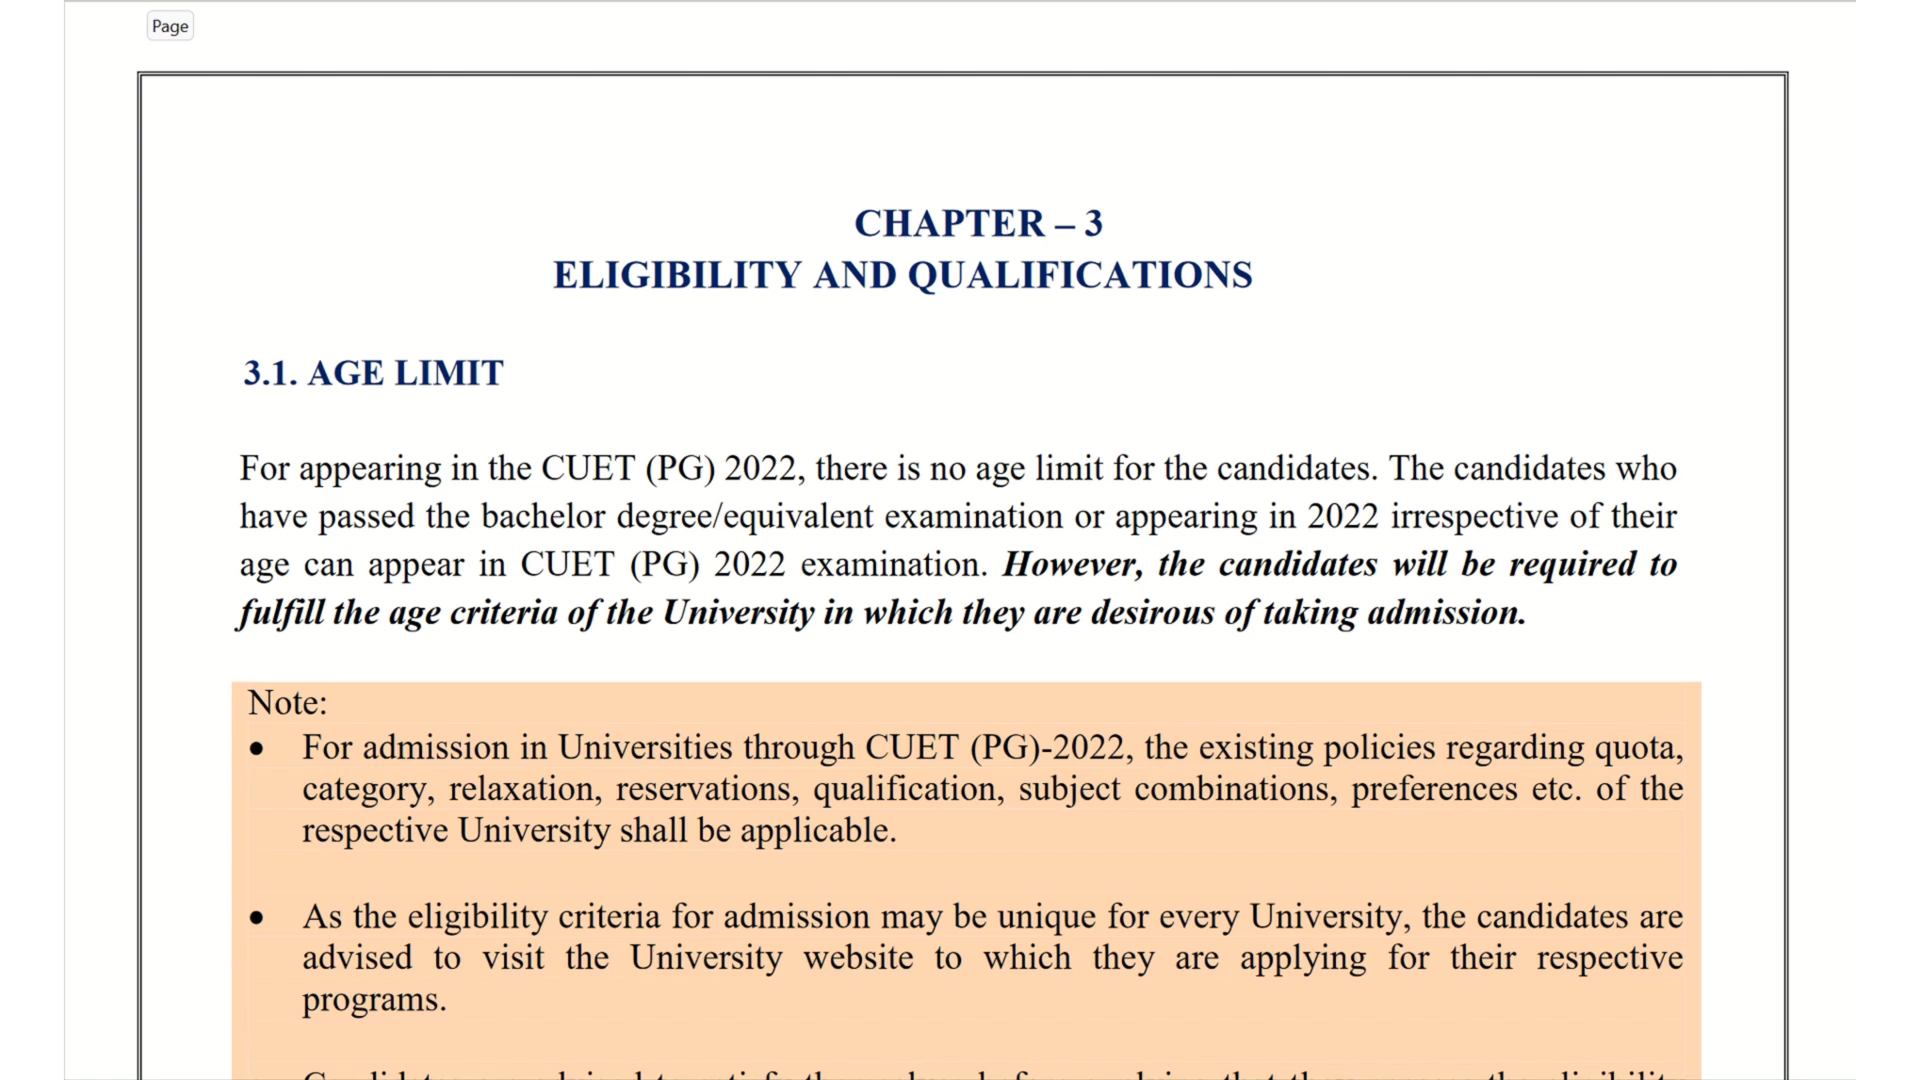 Page
CHAPTER – 3
ELIGIBILITY AND QUALIFICATIONS
3.1. AGE LIMIT
For appearing in the CUET (PG) 2022, there is no age limit for the candidates. The candidates who
have passed the bachelor degree/equivalent examination or appearing in 2022 irrespective of their
age can appear in CUET (PG) 2022 examination. However, the candidates will be required to
fulfill the age criteria of the University in which they are desirous of taking admission.
Note:
• For admission in Universities through CUET (PG)-2022, the existing policies regarding quota,
category, relaxation, reservations, qualification, subject combinations, preferences etc. of the
respective University shall be applicable.
• As the eligibility criteria for admission may be unique for every University, the candidates are
advised to visit the University website to which they are applying for their respective
programs.